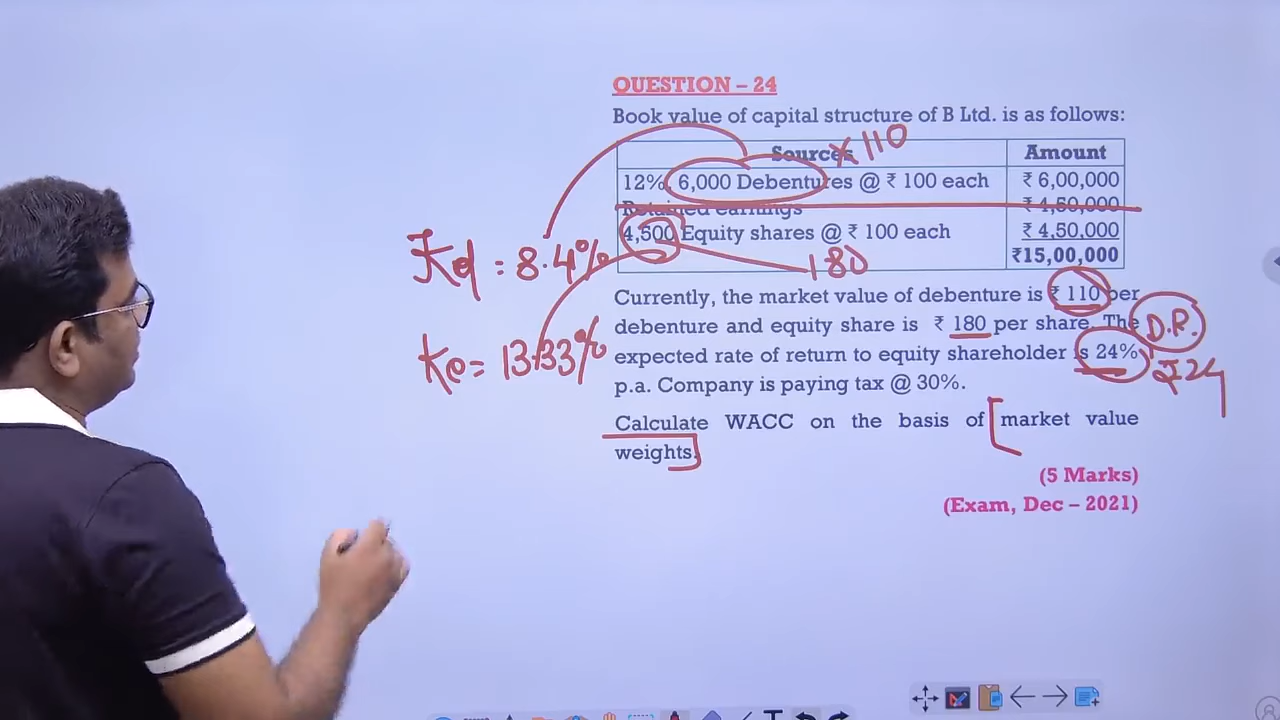 QUESTION – 24
Book value of capital structure of B Ltd. is as follows:
Sources Amount
×110
12% 6,000 Debentures @ ₹ 100 each ₹ 6,00,000
Retained earnings ₹ 4,50,000
4,500 Equity shares @ ₹ 100 each ₹ 4,50,000
₹15,00,000
180
Kd = 8.4%
Ke = 13.33%
Currently, the market value of debenture is ₹ 110 per
debenture and equity share is ₹ 180 per share. The
D.R.
expected rate of return to equity shareholder is 24%
₹24
p.a. Company is paying tax @ 30%.
Calculate WACC on the basis of [market value
weights.]
(5 Marks)
(Exam, Dec – 2021)